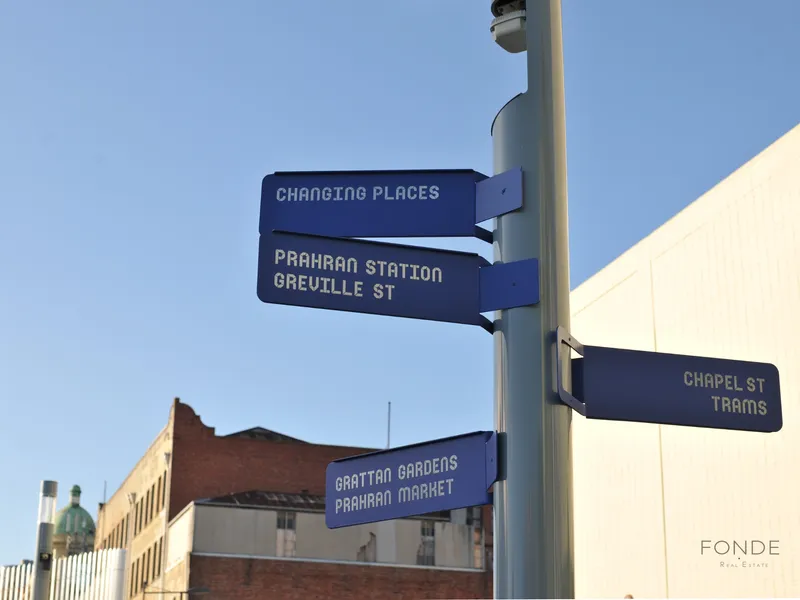 CHANGING PLACES
PRAHRAN STATION
GREVILLE ST
CHAPEL ST
TRAMS
GRATTAN GARDENS
PRAHRAN MARKET
FONDE
REAL ESTATE